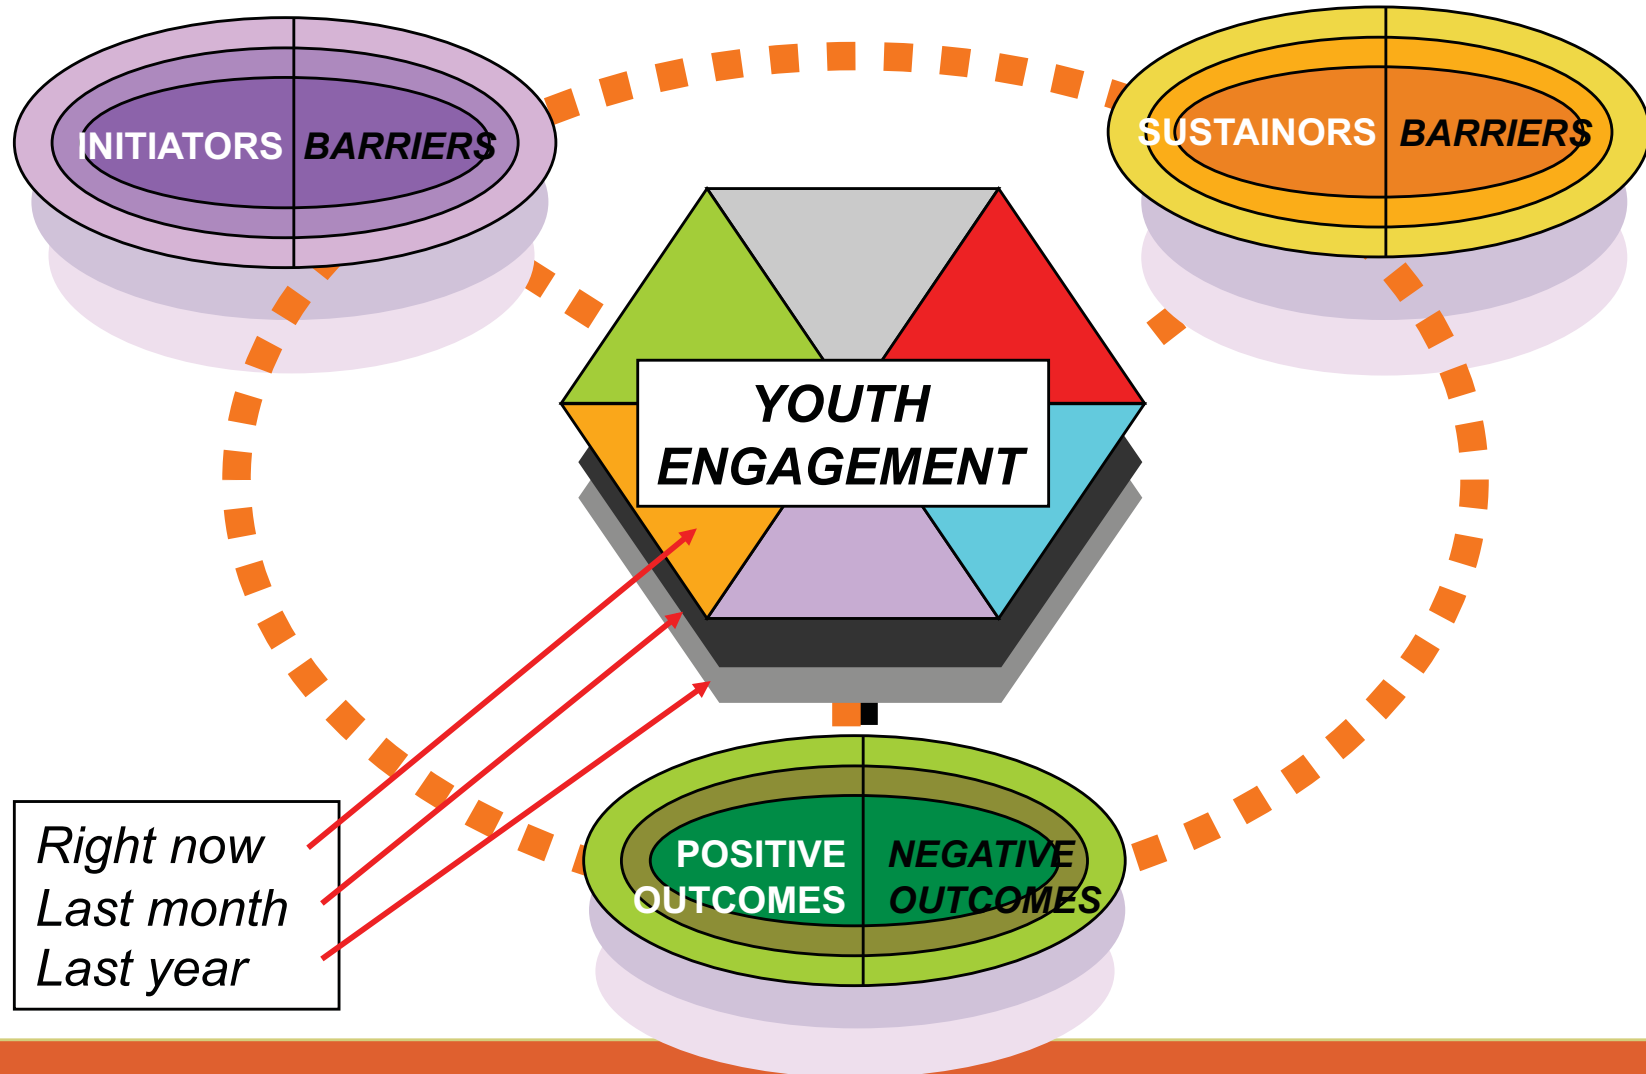 INITIATORS BARRIERS
SUSTAINORS BARRIERS
YOUTH
ENGAGEMENT
POSITIVE NEGATIVE
OUTCOMES OUTCOMES
Right now
Last month
Last year